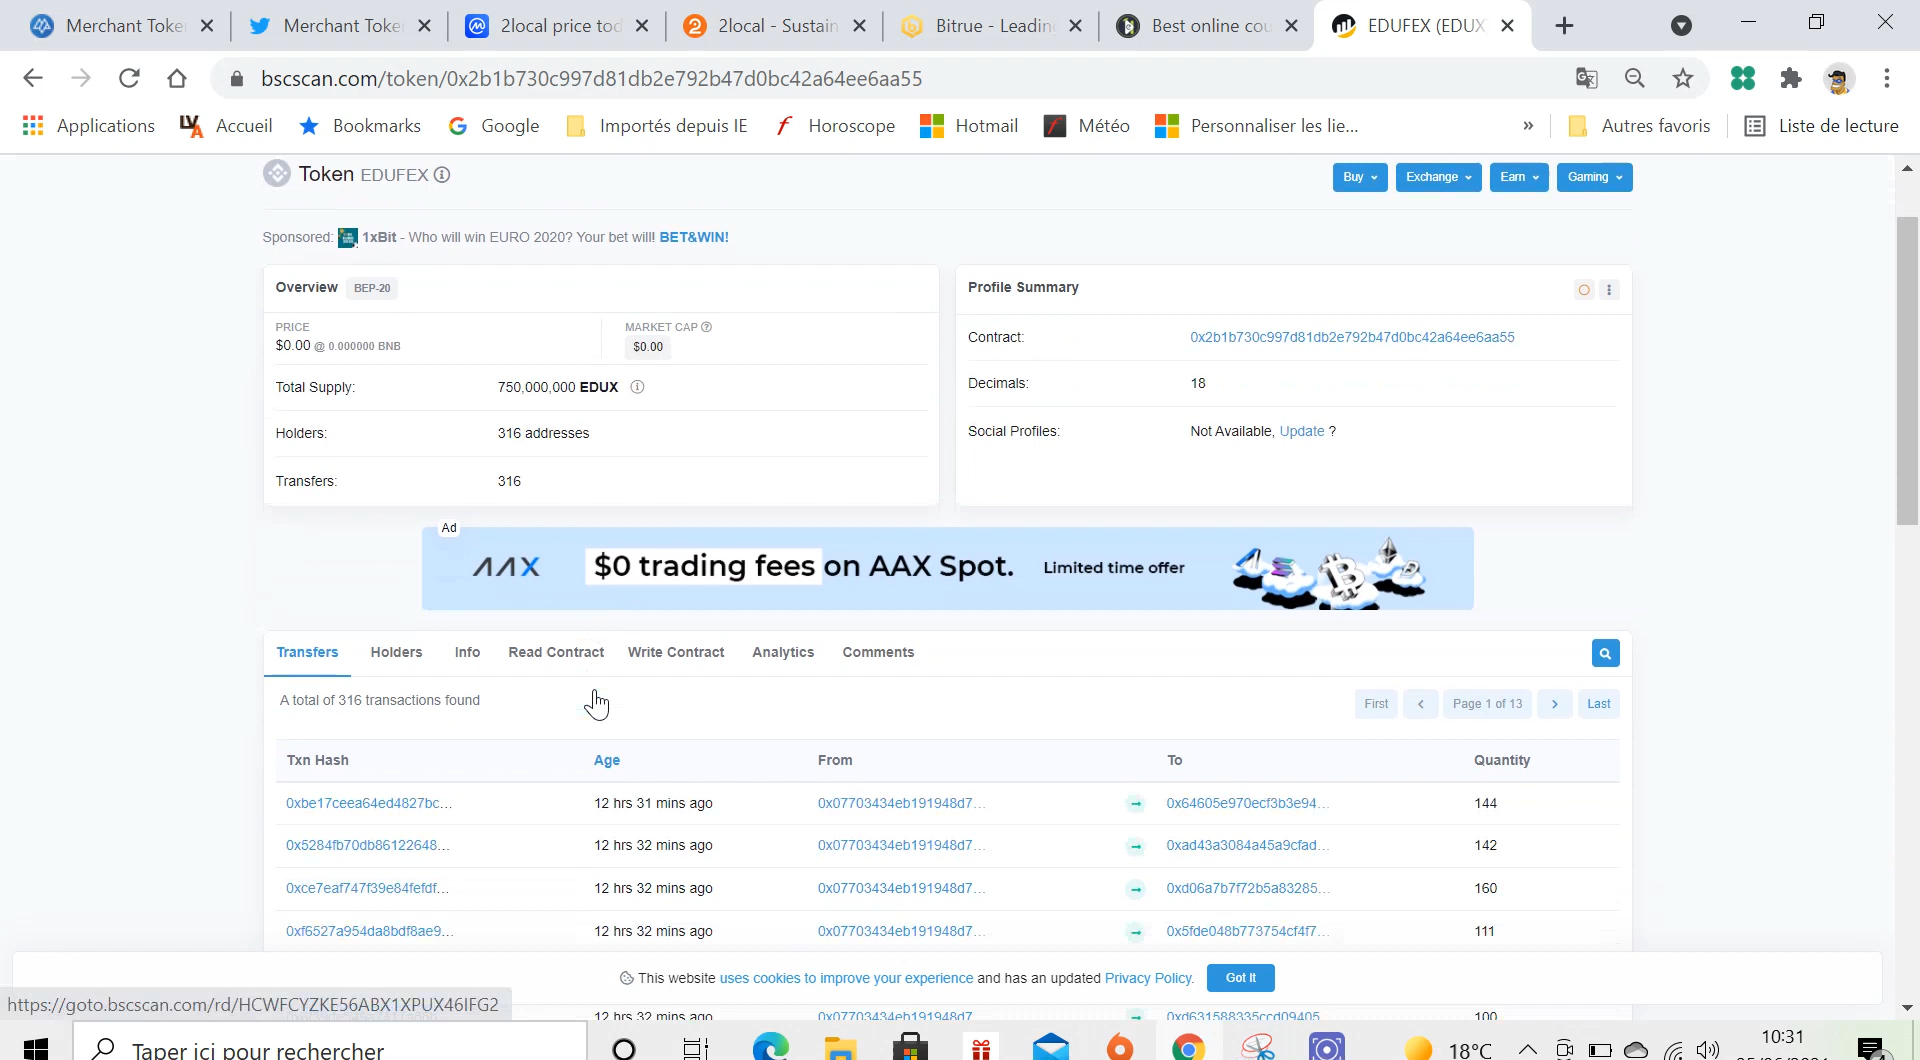 Merchant Toke
Merchant Toke
2local price tod
2local - Sustain
Bitrue - Leading
Best online cou
EDUFEX (EDUX
bscscan.com/token/0x2b1b730c997d81db2e792b47d0bc42a64ee6aa55
Applications
Accueil
Bookmarks
Google
Importés depuis IE
Horoscope
Hotmail
Météo
Personnaliser les lie...
»
Autres favoris
Liste de lecture
Token EDUFEX
Buy
Exchange
Earn
Gaming
Sponsored: 1xBit - Who will win EURO 2020? Your bet will! BET&WIN!
Overview BEP-20
PRICE
$0.00 @ 0.000000 BNB
MARKET CAP
$0.00
Total Supply: 750,000,000 EDUX
Holders: 316 addresses
Transfers: 316
Profile Summary
Contract: 0x2b1b730c997d81db2e792b47d0bc42a64ee6aa55
Decimals: 18
Social Profiles: Not Available, Update ?
Ad
AAX $0 trading fees on AAX Spot. Limited time offer
Transfers Holders Info Read Contract Write Contract Analytics Comments
A total of 316 transactions found
First Page 1 of 13 Last
Txn Hash Age From To Quantity
0xbe17ceea64ed4827bc... 12 hrs 31 mins ago 0x07703434eb191948d7... 0x64605e970ecf3b3e94... 144
0x5284fb70db86122648... 12 hrs 32 mins ago 0x07703434eb191948d7... 0xad43a3084a45a9cfad... 142
0xce7eaf747f39e84fefdf... 12 hrs 32 mins ago 0x07703434eb191948d7... 0xd06a7b7f72b5a83285... 160
0xf6527a954da8bdf8ae9... 12 hrs 32 mins ago 0x07703434eb191948d7... 0x5fde048b773754cf4f7... 111
This website uses cookies to improve your experience and has an updated Privacy Policy. Got It
https://goto.bscscan.com/rd/HCWFCYZKE56ABX1XPUX46IFG2
12 hrs 32 mins ago 0x07703434eb191948d7... 0xd631588335ccd09405... 100
Taper ici pour rechercher
18°C
10:31